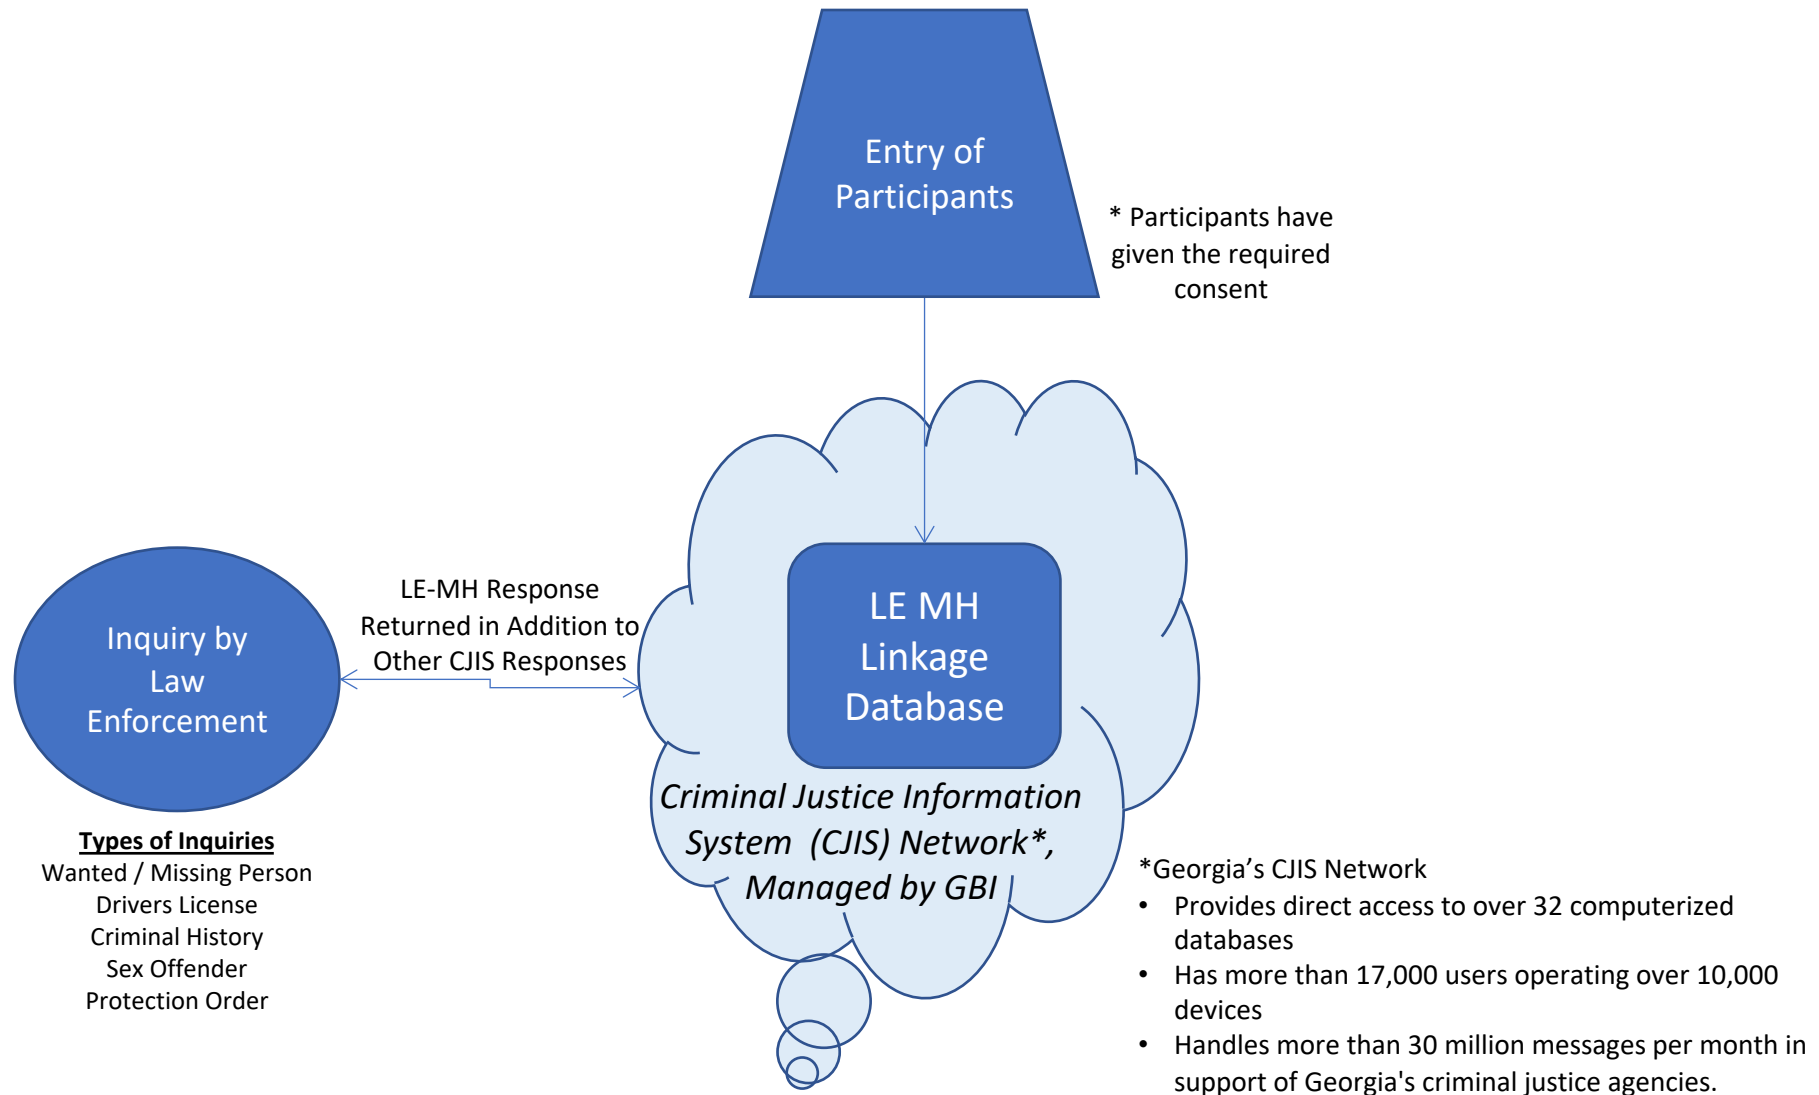 Entry of
Participants
* Participants have
given the required
consent
LE-MH Response
Returned in Addition to
Other CJIS Responses
Inquiry by
Law
Enforcement
LE MH
Linkage
Database
Criminal Justice Information
System (CJIS) Network*,
Managed by GBI
Types of Inquiries
Wanted / Missing Person
Drivers License
Criminal History
Sex Offender
Protection Order
*Georgia’s CJIS Network
• Provides direct access to over 32 computerized
databases
• Has more than 17,000 users operating over 10,000
devices
• Handles more than 30 million messages per month in
support of Georgia's criminal justice agencies.